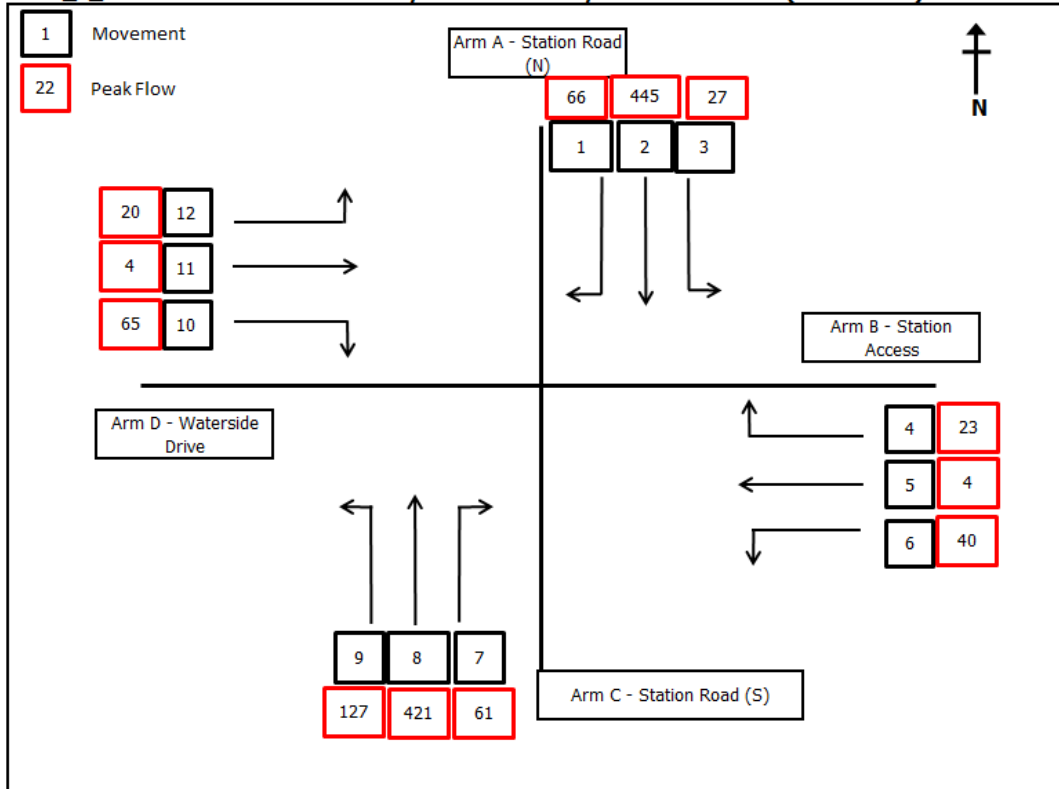 1 Movement
22 Peak Flow
Arm A - Station Road
(N)
N
66 445 27
1 2 3
20 12
4 11
65 10
Arm B - Station
Access
Arm D - Waterside
Drive
4 23
5 4
6 40
9 8 7
127 421 61
Arm C - Station Road (S)